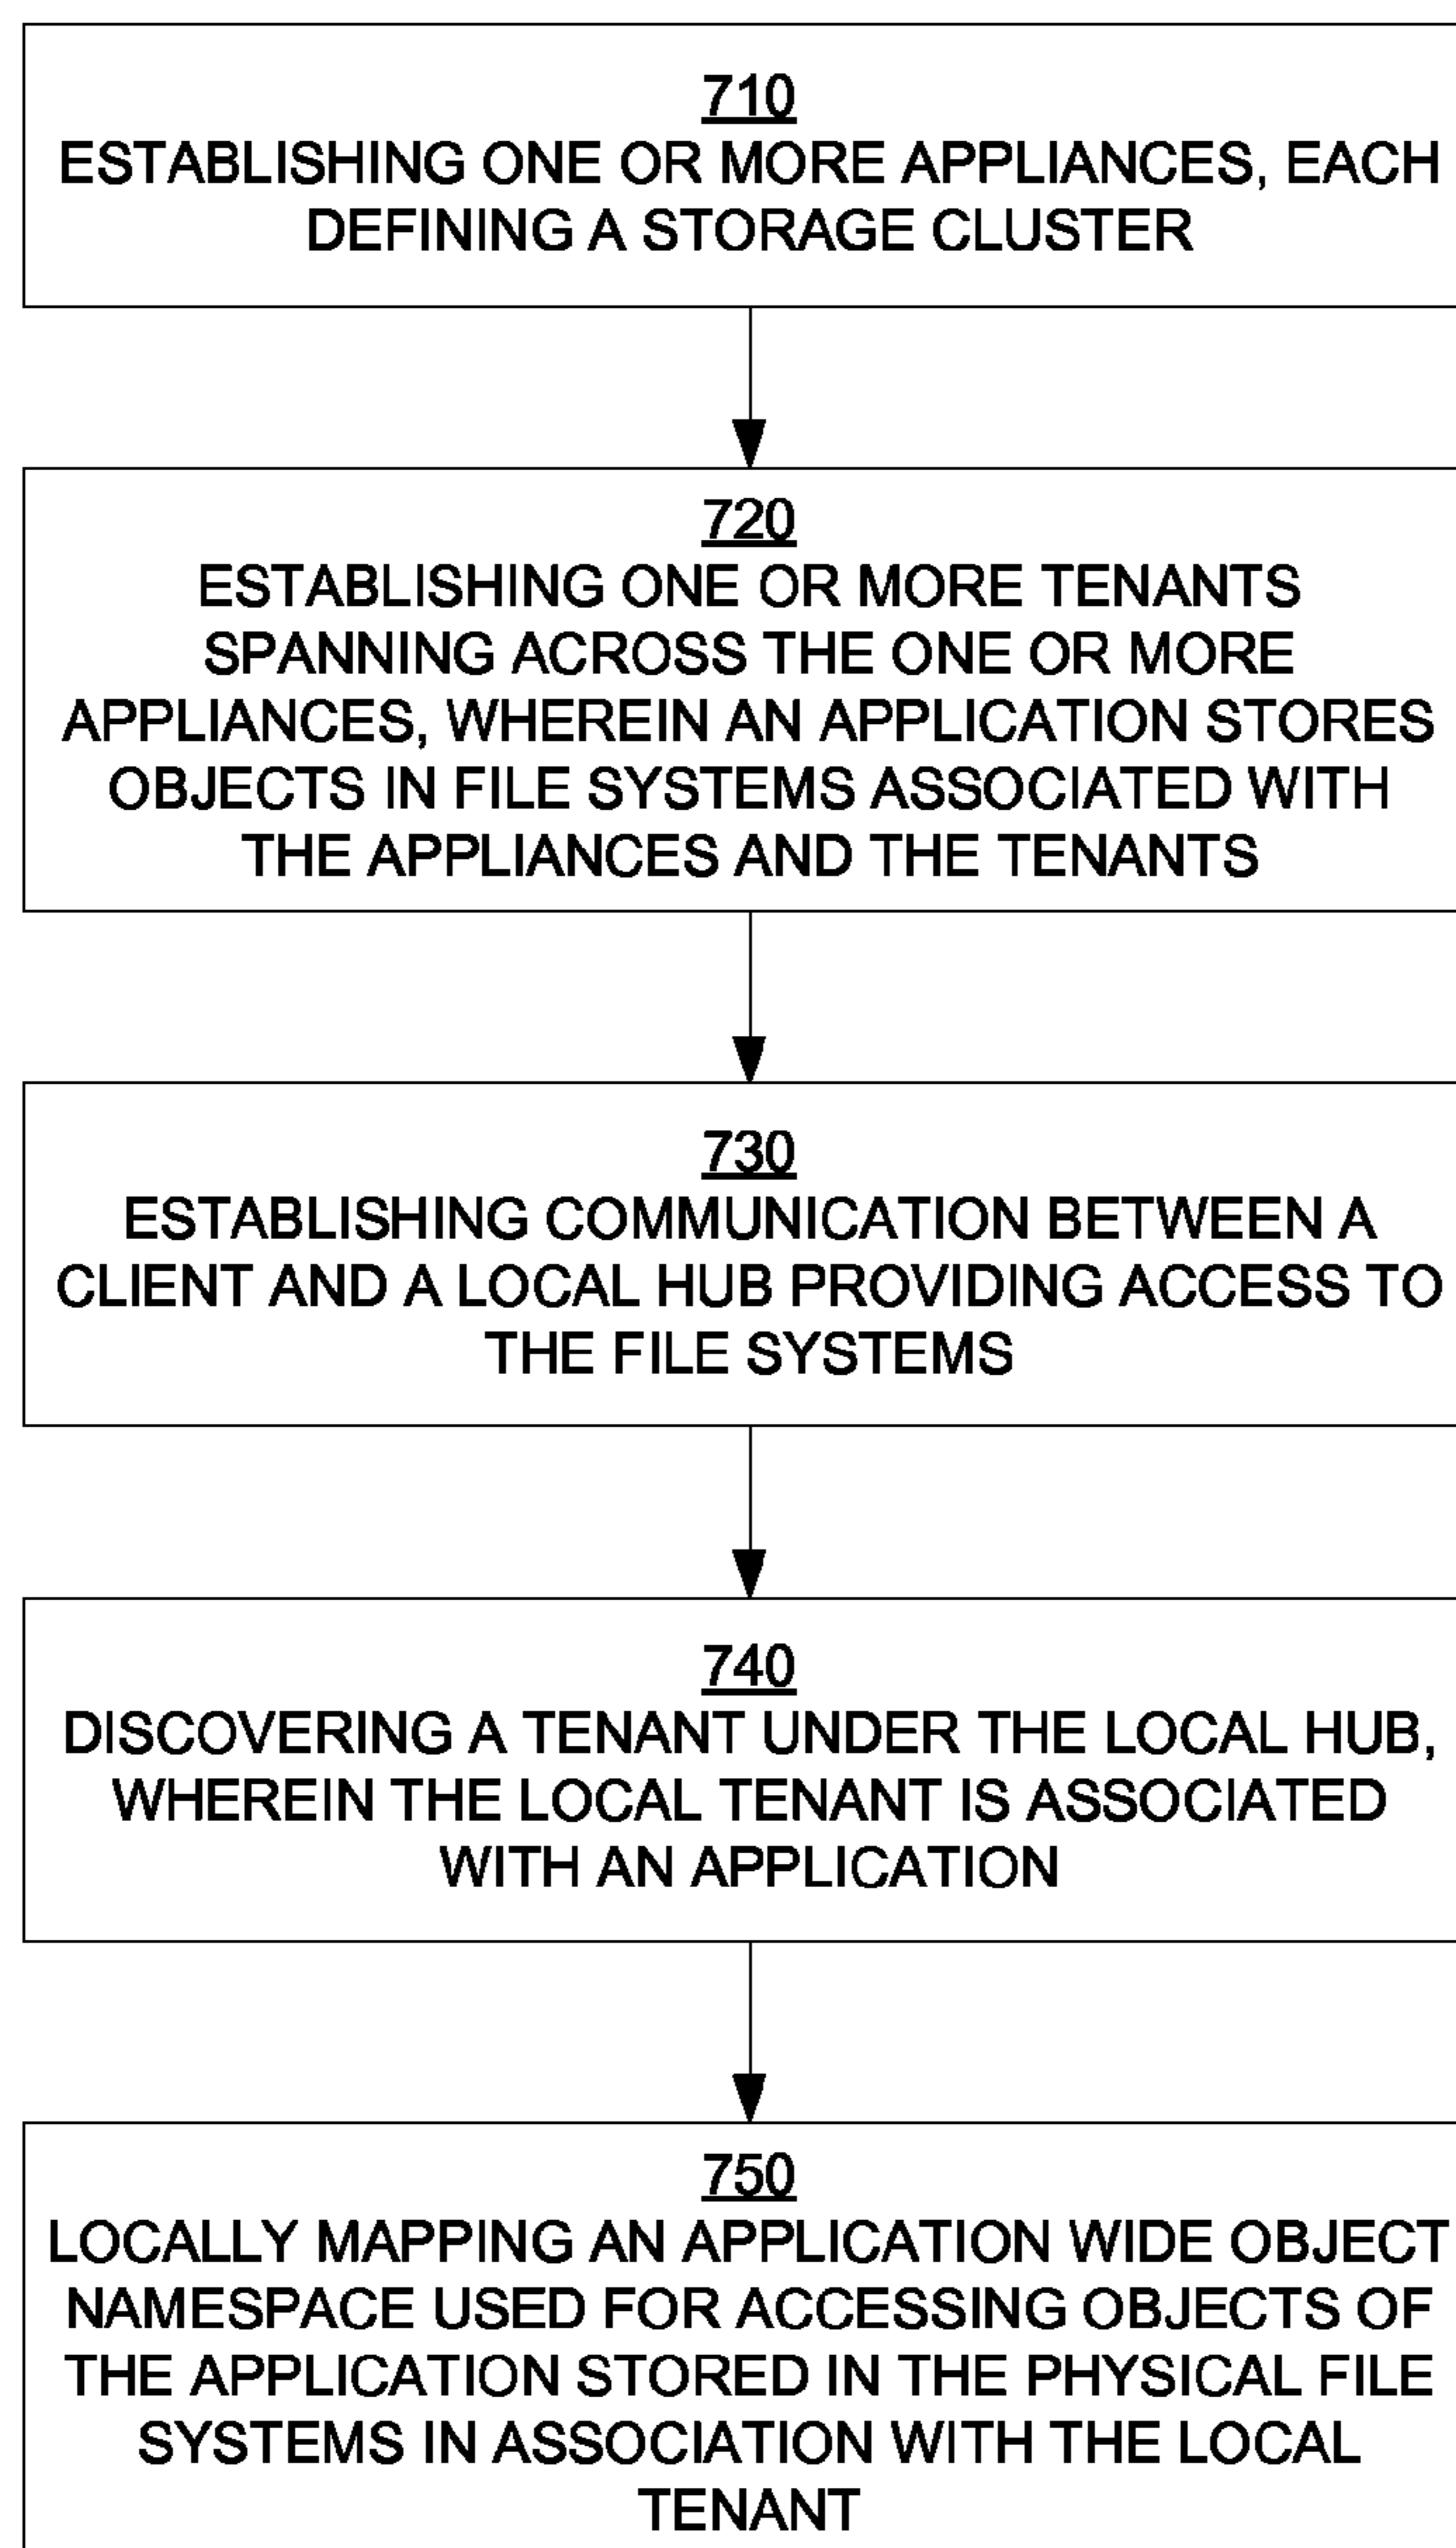 710
ESTABLISHING ONE OR MORE APPLIANCES, EACH
DEFINING A STORAGE CLUSTER
720
ESTABLISHING ONE OR MORE TENANTS
SPANNING ACROSS THE ONE OR MORE
APPLIANCES, WHEREIN AN APPLICATION STORES
OBJECTS IN FILE SYSTEMS ASSOCIATED WITH
THE APPLIANCES AND THE TENANTS
730
ESTABLISHING COMMUNICATION BETWEEN A
CLIENT AND A LOCAL HUB PROVIDING ACCESS TO
THE FILE SYSTEMS
740
DISCOVERING A TENANT UNDER THE LOCAL HUB,
WHEREIN THE LOCAL TENANT IS ASSOCIATED
WITH AN APPLICATION
750
LOCALLY MAPPING AN APPLICATION WIDE OBJECT
NAMESPACE USED FOR ACCESSING OBJECTS OF
THE APPLICATION STORED IN THE PHYSICAL FILE
SYSTEMS IN ASSOCIATION WITH THE LOCAL
TENANT